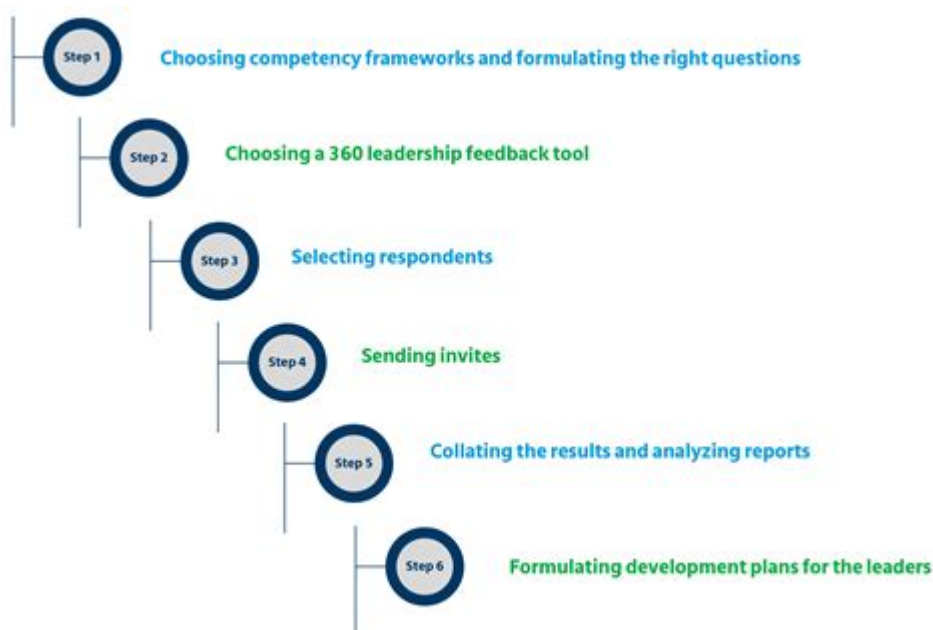 Step 1
Choosing competency frameworks and formulating the right questions
Step 2
Choosing a 360 leadership feedback tool
Step 3
Selecting respondents
Step 4
Sending invites
Step 5
Collating the results and analyzing reports
Step 6
Formulating development plans for the leaders